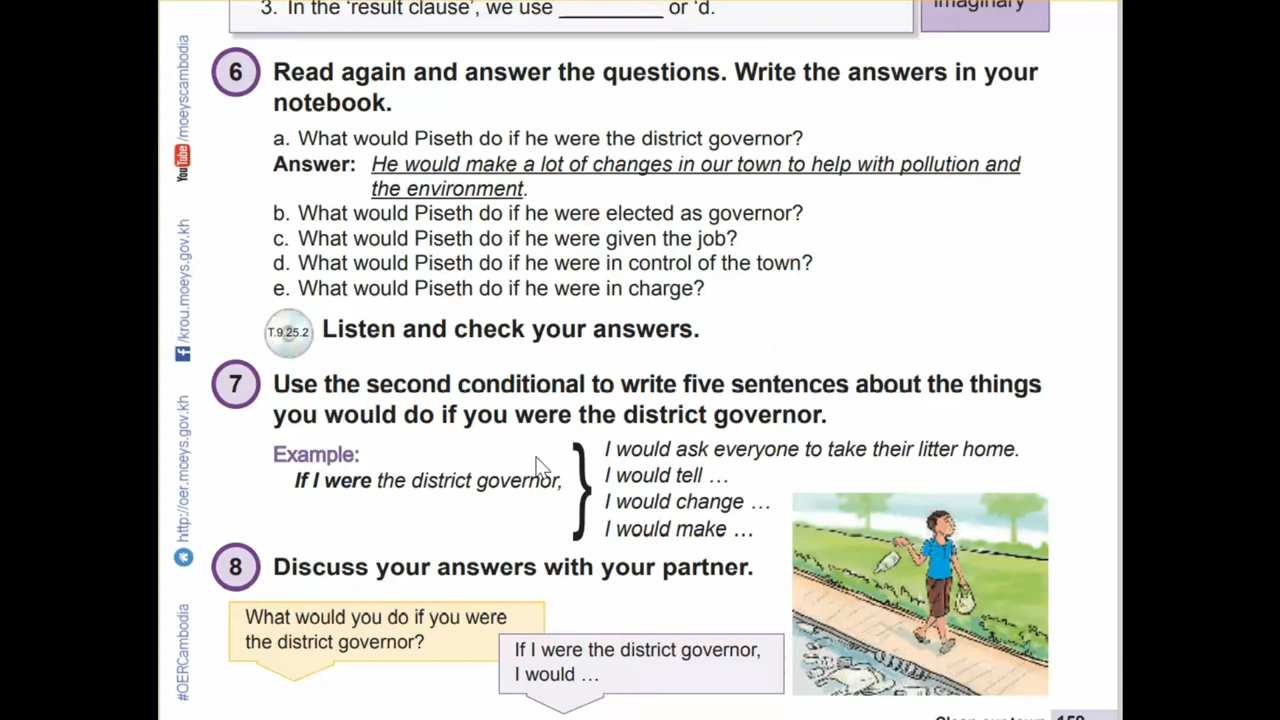 3. In the 'result clause', we use _________ or 'd.
imaginary
6 Read again and answer the questions. Write the answers in your
notebook.
a. What would Piseth do if he were the district governor?
Answer: He would make a lot of changes in our town to help with pollution and
the environment.
b. What would Piseth do if he were elected as governor?
c. What would Piseth do if he were given the job?
d. What would Piseth do if he were in control of the town?
e. What would Piseth do if he were in charge?
T.9.25.2 Listen and check your answers.
7 Use the second conditional to write five sentences about the things
you would do if you were the district governor.
Example:
If I were the district governor,
I would ask everyone to take their litter home.
I would tell ...
I would change ...
I would make ...
8 Discuss your answers with your partner.
What would you do if you were
the district governor?
If I were the district governor,
I would ...
Clean our town 159
YouTube /moeyscambodia
f /krou.moeys.gov.kh
http://oer.moeys.gov.kh
#OERCambodia